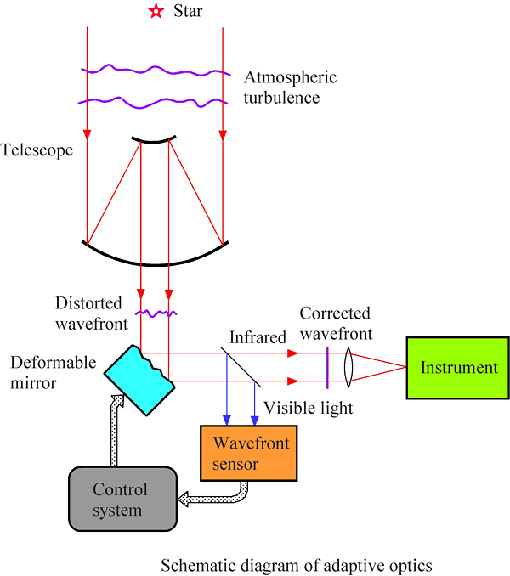 Star
Atmospheric
turbulence
Telescope
Distorted
wavefront
Infrared
Corrected
wavefront
Deformable
mirror
Instrument
Visible light
Wavefront
sensor
Control
system
Schematic diagram of adaptive optics